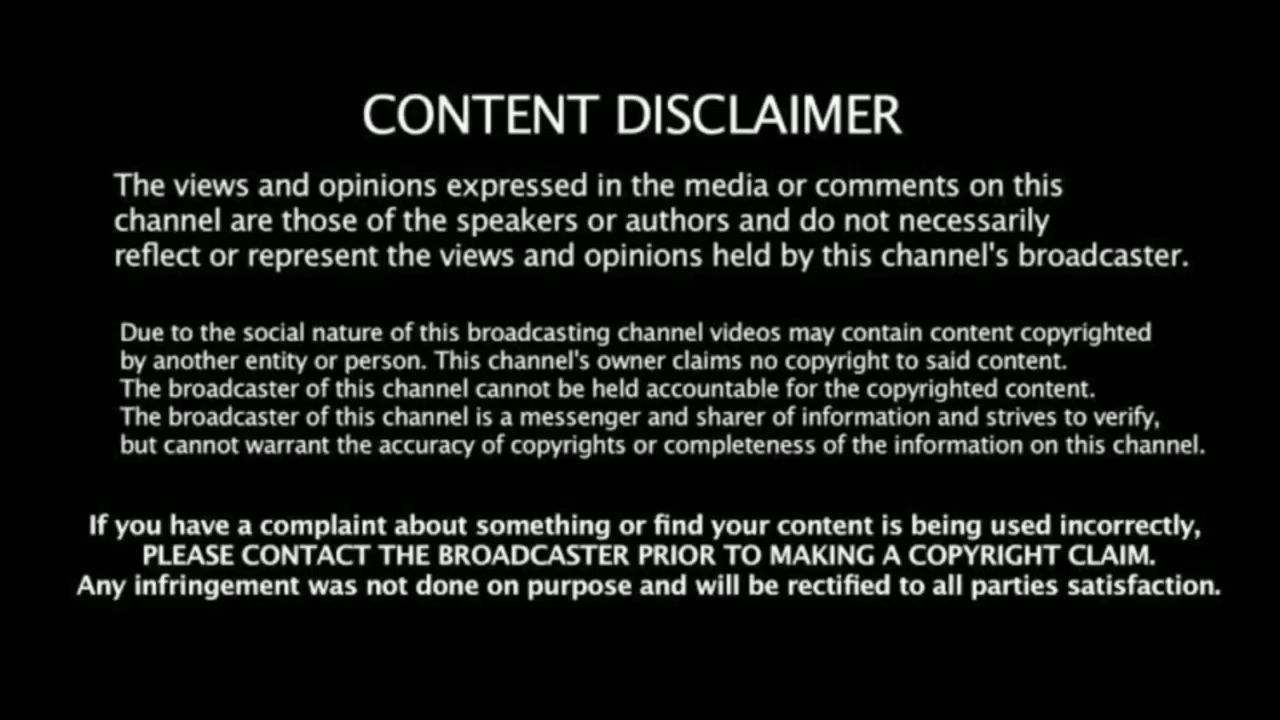 CONTENT DISCLAIMER
The views and opinions expressed in the media or comments on this
channel are those of the speakers or authors and do not necessarily
reflect or represent the views and opinions held by this channel's broadcaster.
Due to the social nature of this broadcasting channel videos may contain content copyrighted
by another entity or person. This channel's owner claims no copyright to said content.
The broadcaster of this channel cannot be held accountable for the copyrighted content.
The broadcaster of this channel is a messenger and sharer of information and strives to verify,
but cannot warrant the accuracy of copyrights or completeness of the information on this channel.
If you have a complaint about something or find your content is being used incorrectly,
PLEASE CONTACT THE BROADCASTER PRIOR TO MAKING A COPYRIGHT CLAIM.
Any infringement was not done on purpose and will be rectified to all parties satisfaction.